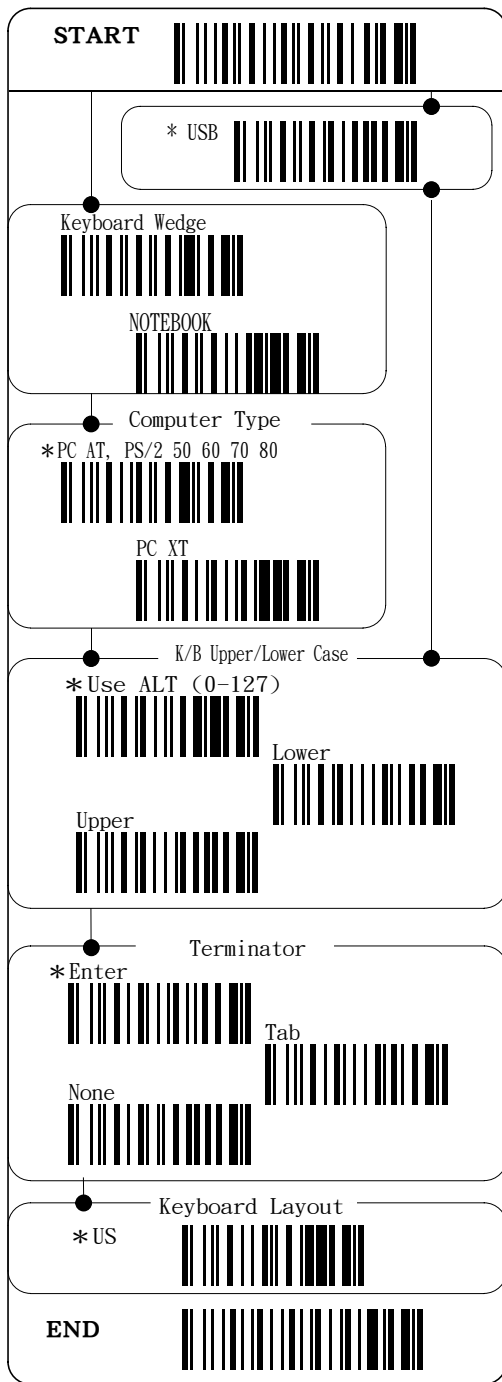 START
* USB
Keyboard Wedge
NOTEBOOK
Computer Type
*PC AT, PS/2 50 60 70 80
PC XT
K/B Upper/Lower Case
*Use ALT (0-127)
Lower
Upper
Terminator
*Enter
Tab
None
Keyboard Layout
*US
END